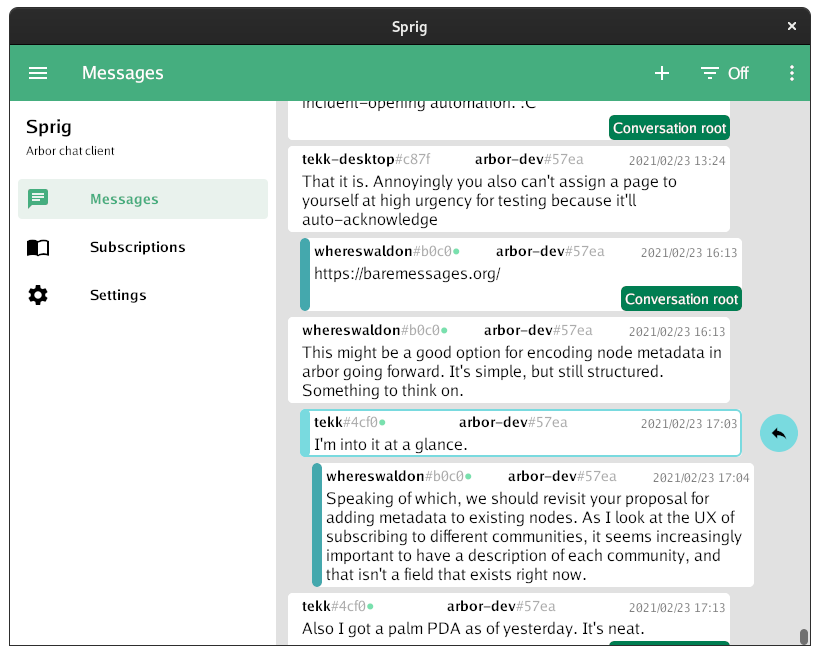 Sprig
×
Messages
Off
Sprig
Arbor chat client
Messages
Subscriptions
Settings
incident-opening automation. :C
Conversation root
tekk-desktop#c87f arbor-dev#57ea 2021/02/23 13:24
That it is. Annoyingly you also can't assign a page to
yourself at high urgency for testing because it'll
auto-acknowledge
whereswaldon#b0c0 arbor-dev#57ea 2021/02/23 16:13
https://baremessages.org/
Conversation root
whereswaldon#b0c0 arbor-dev#57ea 2021/02/23 16:13
This might be a good option for encoding node metadata in
arbor going forward. It's simple, but still structured.
Something to think on.
tekk#4cf0 arbor-dev#57ea 2021/02/23 17:03
I'm into it at a glance.
whereswaldon#b0c0 arbor-dev#57ea 2021/02/23 17:04
Speaking of which, we should revisit your proposal for
adding metadata to existing nodes. As I look at the UX of
subscribing to different communities, it seems increasingly
important to have a description of each community, and
that isn't a field that exists right now.
tekk#4cf0 arbor-dev#57ea 2021/02/23 17:13
Also I got a palm PDA as of yesterday. It's neat.